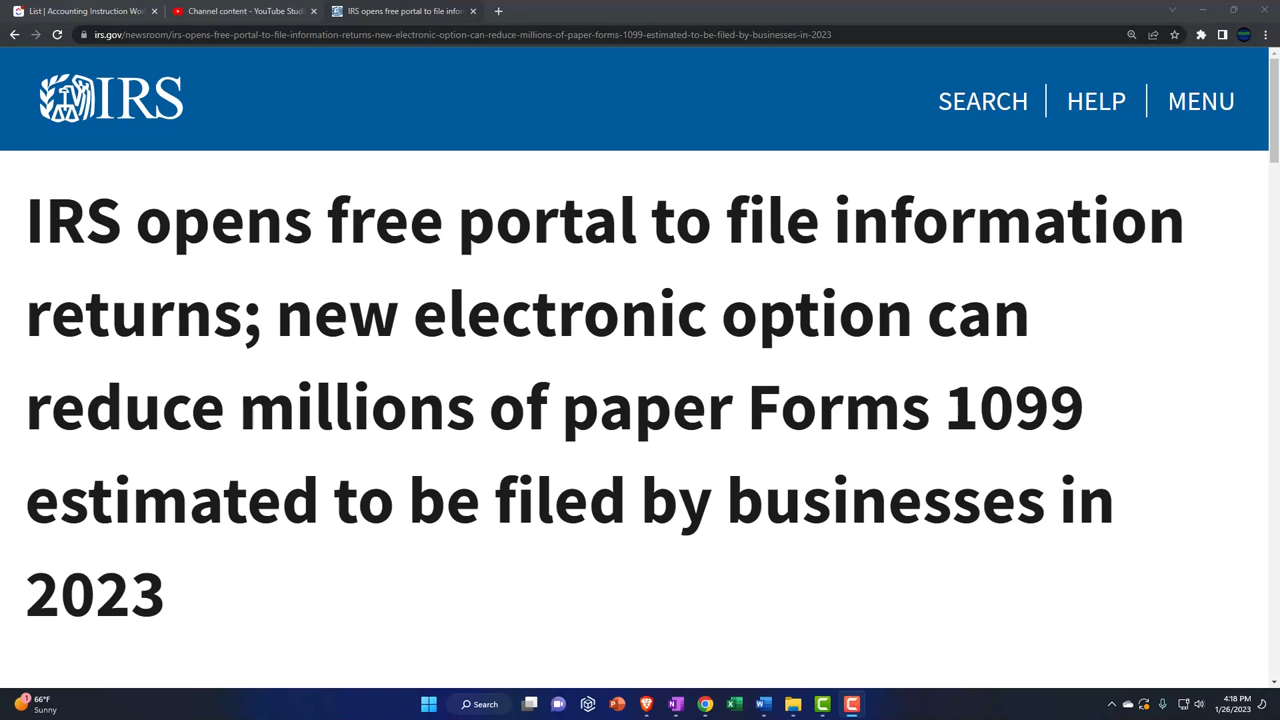 List | Accounting Instruction Wor
Channel content - YouTube Studi
IRS opens free portal to file infor
irs.gov/newsroom/irs-opens-free-portal-to-file-information-returns-new-electronic-option-can-reduce-millions-of-paper-forms-1099-estimated-to-be-filed-by-businesses-in-2023
IRS
SEARCH
HELP
MENU
IRS opens free portal to file information
returns; new electronic option can
reduce millions of paper Forms 1099
estimated to be filed by businesses in
2023
1
66°F
Sunny
Search
4:18 PM
1/26/2023